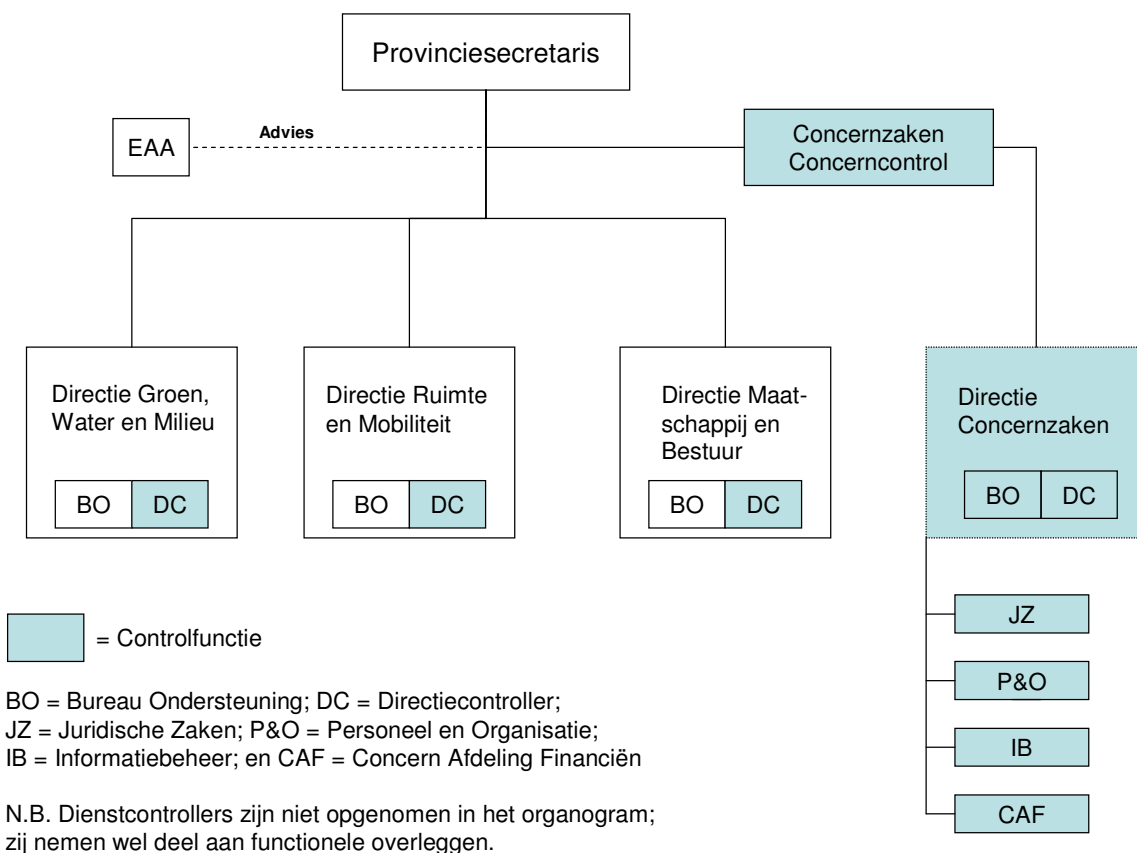 Provinciesecretaris
EAA
Advies
Concernzaken
Concerncontrol
Directie Groen,
Water en Milieu
BO DC
Directie Ruimte
en Mobiliteit
BO DC
Directie Maat-
schappij en
Bestuur
BO DC
Directie
Concernzaken
BO DC
JZ
P&O
IB
CAF
= Controlfunctie
BO = Bureau Ondersteuning; DC = Directiecontroller;
JZ = Juridische Zaken; P&O = Personeel en Organisatie;
IB = Informatiebeheer; en CAF = Concern Afdeling Financiën
N.B. Dienstcontrollers zijn niet opgenomen in het organogram;
zij nemen wel deel aan functionele overleggen.